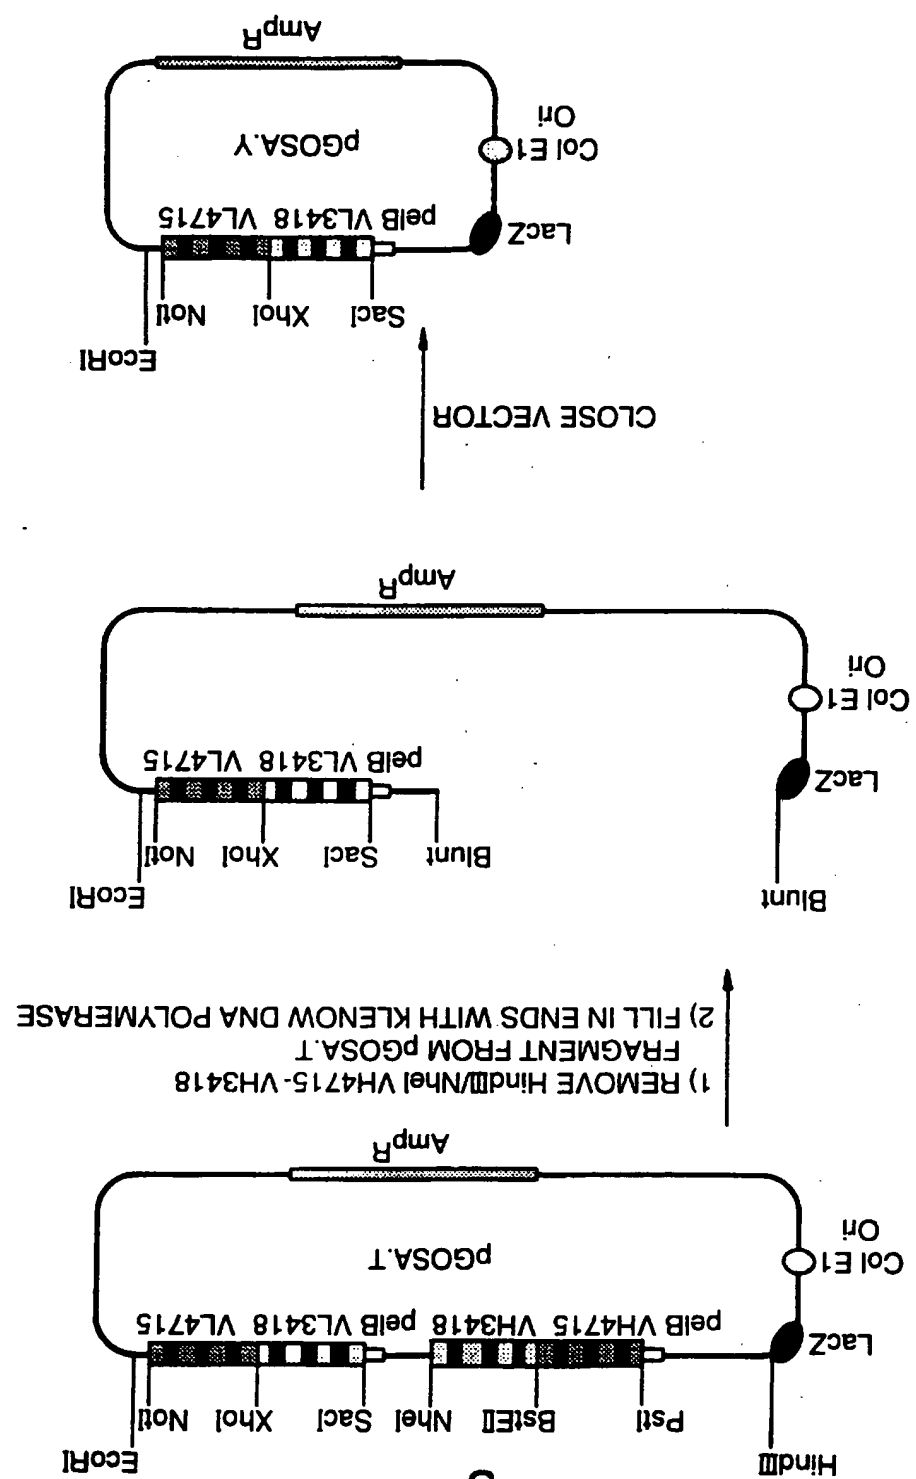 HindIII EcoRI
PstI BstEII NheI SacI XhoI NotI
LacZ
pelB VH4715 VH3418 pelB VL3418 VL4715
Col E1
Ori
pGOSA.T
AmpR
1) REMOVE HindIII/NheI VH4715-VH3418
FRAGMENT FROM pGOSA.T
2) FILL IN ENDS WITH KLENOW DNA POLYMERASE
Blunt EcoRI
Blunt SacI XhoI NotI
LacZ
pelB VL3418 VL4715
Col E1
Ori
AmpR
CLOSE VECTOR
EcoRI
SacI XhoI NotI
LacZ
pelB VL3418 VL4715
Col E1
Ori
pGOSA.Y
AmpR